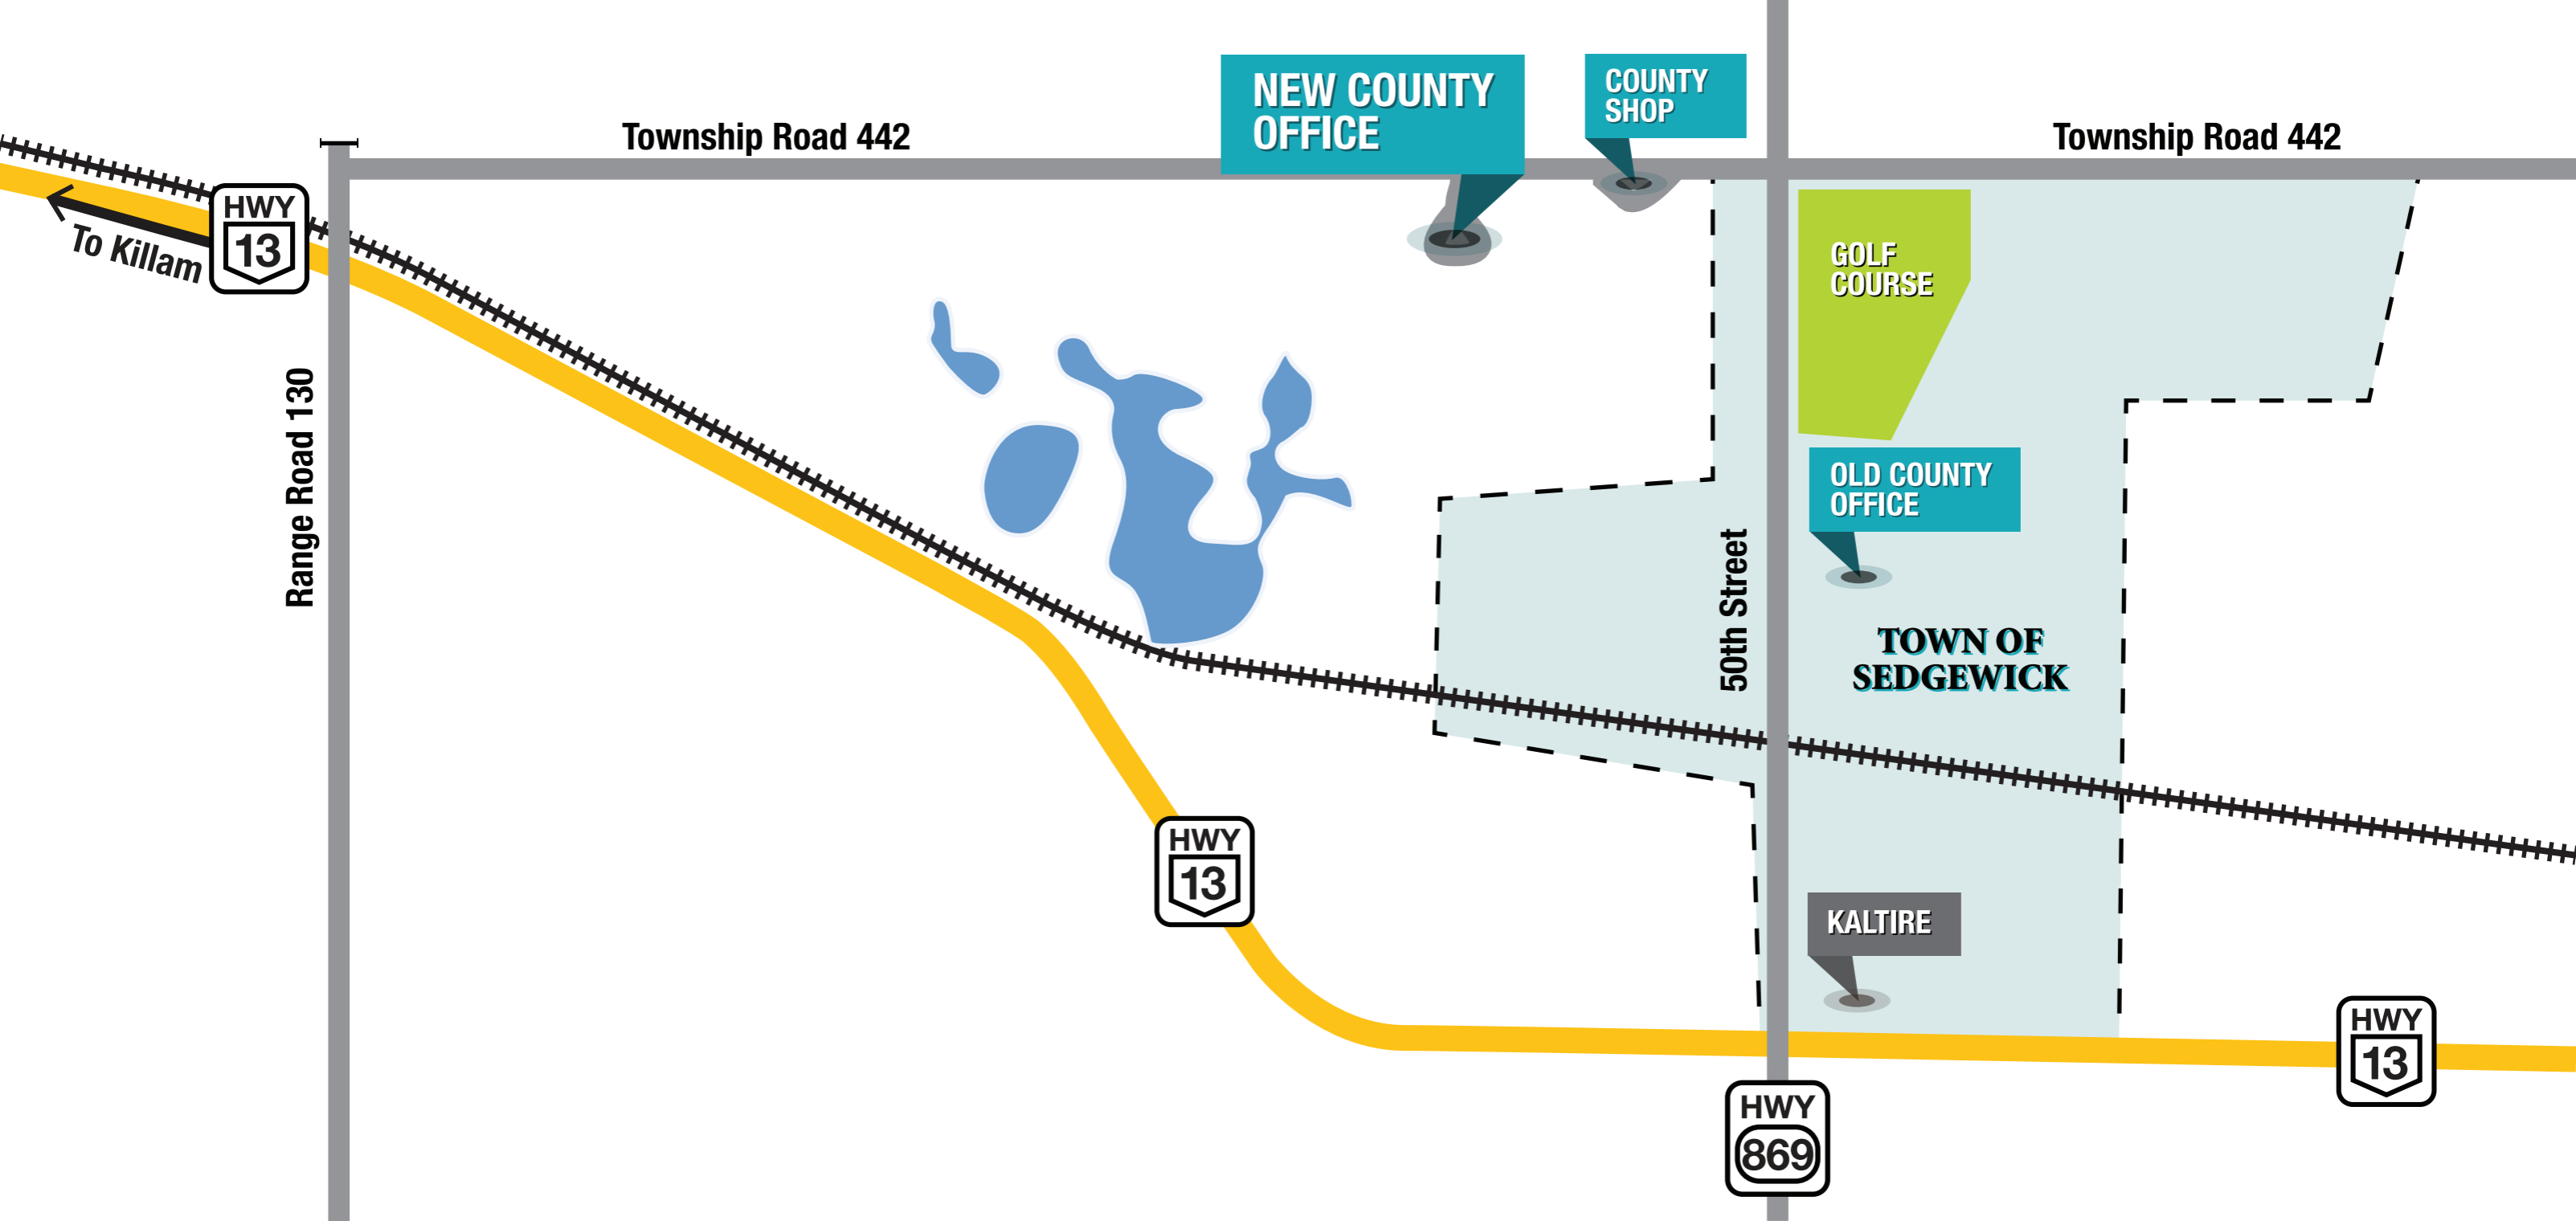 NEW COUNTY
OFFICE
COUNTY
SHOP
Township Road 442
Township Road 442
HWY
13
To Killam
GOLF
COURSE
Range Road 130
OLD COUNTY
OFFICE
50th Street
TOWN OF
SEDGEWICK
HWY
13
KALTIRE
HWY
13
HWY
869